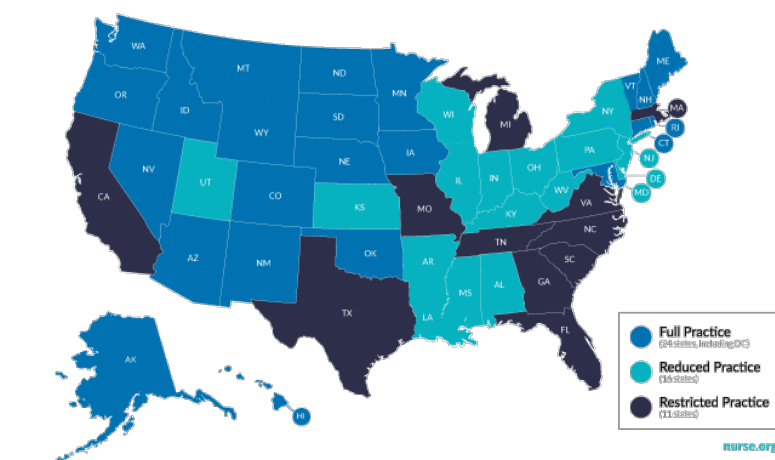 WA
MT
ND
MN
ME
VT
NH
OR
ID
WY
SD
WI
MI
NY
MA
RI
CT
NV
UT
CO
NE
IA
IL
IN
OH
PA
NJ
DE
MD
CA
KS
MO
KY
WV
VA
AZ
NM
OK
AR
TN
NC
SC
TX
LA
MS
AL
GA
FL
AK
HI
Full Practice
(24 states, including DC)
Reduced Practice
(16 states)
Restricted Practice
(11 states)
nurse.org